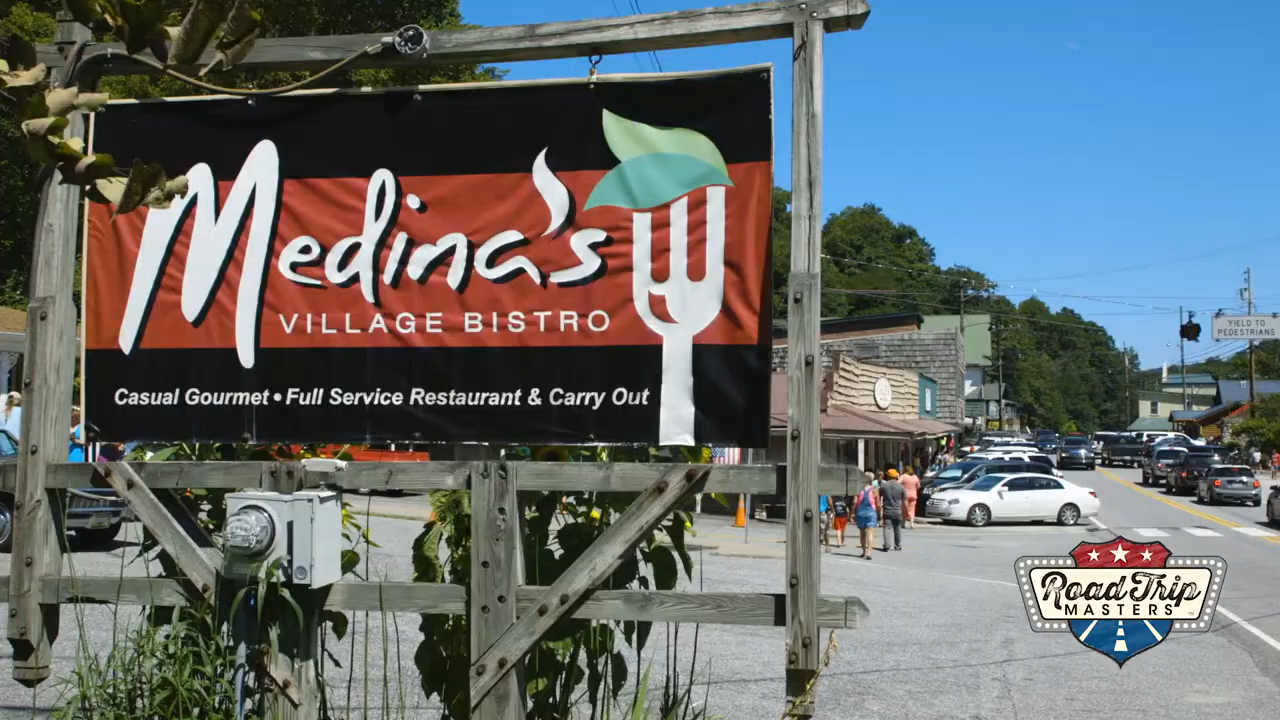 Medina's
VILLAGE BISTRO
Casual Gourmet • Full Service Restaurant & Carry Out
YIELD TO
PEDESTRIANS
Road Trip
MASTERS